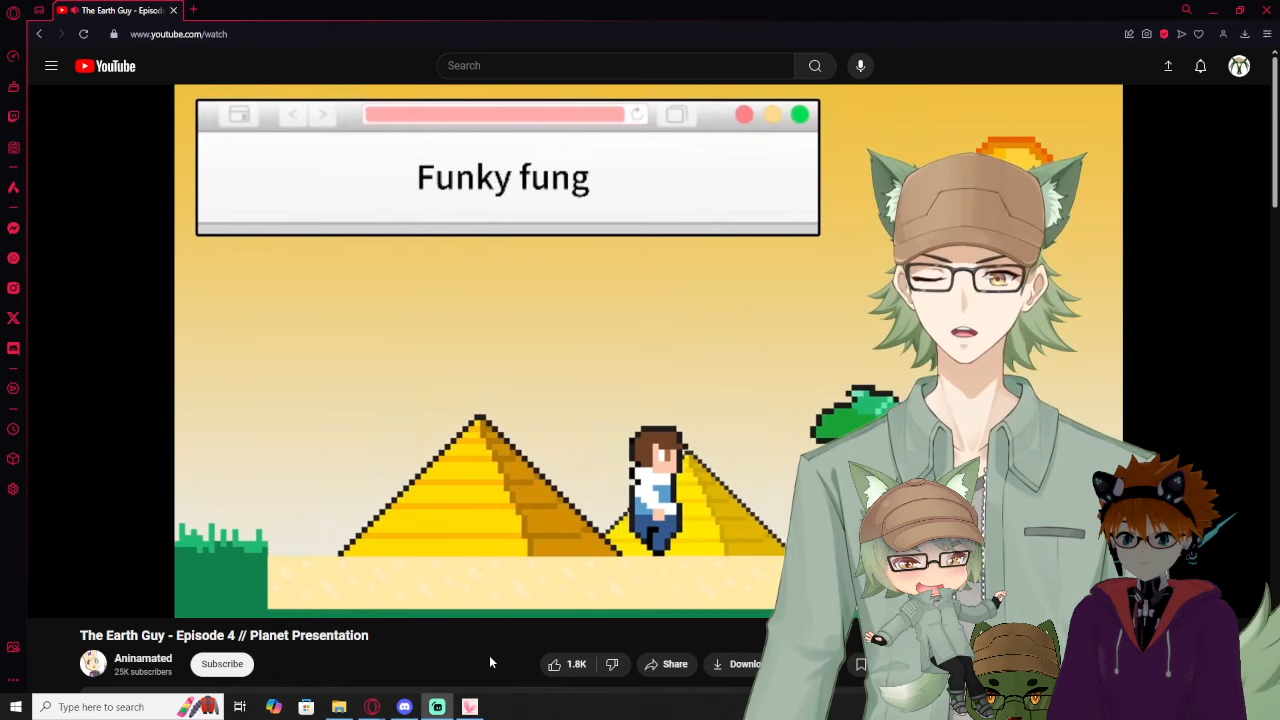 The Earth Guy - Episod
www.youtube.com/watch
YouTube
Search
Funky fung
The Earth Guy - Episode 4 // Planet Presentation
Aninamated
25K subscribers
Subscribe
1.8K
Share
Downlo
Type here to search